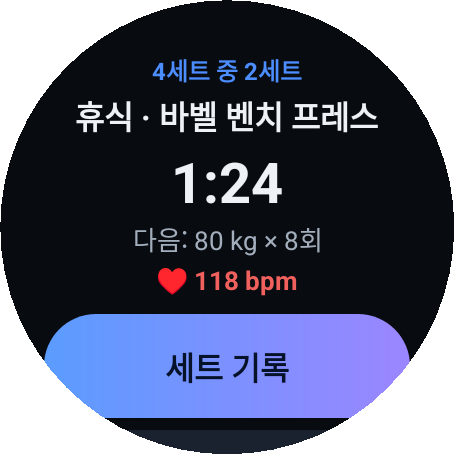 4세트 중 2세트
휴식 · 바벨 벤치 프레스
1:24
다음: 80 kg × 8회
❤️ 118 bpm
세트 기록